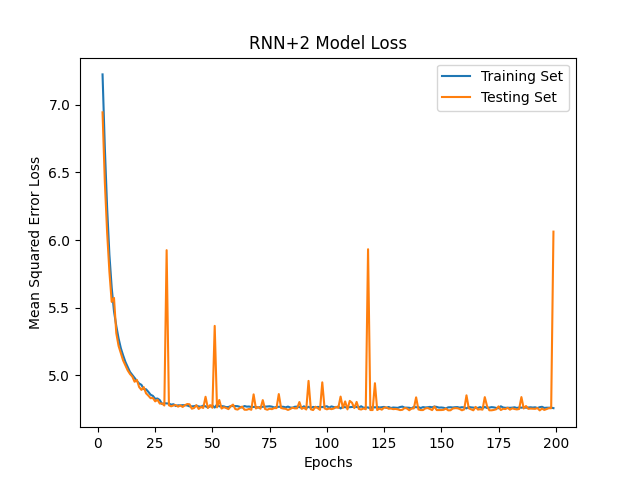 RNN+2 Model Loss
Training Set
Testing Set
Mean Squared Error Loss
7.0
6.5
6.0
5.5
5.0
0 25 50 75 100 125 150 175 200
Epochs